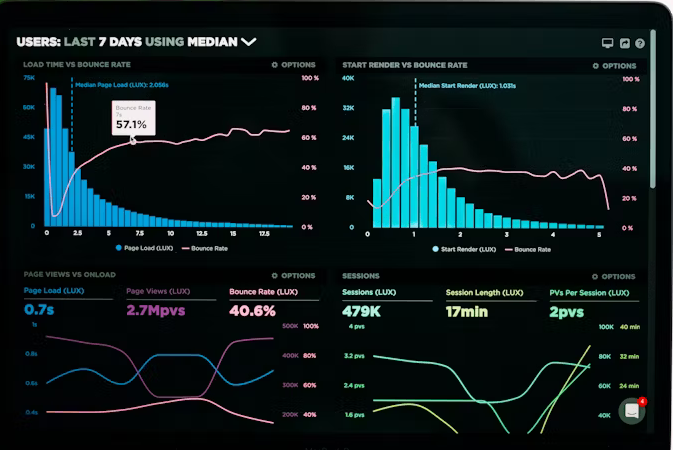 USERS: LAST 7 DAYS USING MEDIAN
LOAD TIME VS BOUNCE RATE
OPTIONS
75K
60K
45K
30K
15K
0
Median Page Load (LUX): 2.056s
Bounce Rate
7s
57.1%
100 %
80 %
60 %
40 %
20 %
0 %
0 2.5 5 7.5 10 12.5 15 12.5
Page Load (LUX) Bounce Rate
START RENDER VS BOUNCE RATE
OPTIONS
40K
32K
24K
16K
8K
0
Median Start Render (LUX): 1.031s
100 %
80 %
60 %
40 %
20 %
0 %
0 1 2 3 4 5
Start Render (LUX) Bounce Rate
PAGE VIEWS VS ONLOAD
OPTIONS
Page Load (LUX) Page Views (LUX) Bounce Rate (LUX)
0.7s 2.7Mpvs 40.6%
1s
0.8s
0.6s
0.4s
500K 100%
400K 80%
300K 60%
200K 40%
SESSIONS
OPTIONS
Sessions (LUX) Session Length (LUX) PVs Per Session (LUX)
479K 17min 2pvs
4 pvs
3.2 pvs
2.4 pvs
1.6 pvs
100K 40 min
80K 32 min
60K 24 min
40K
4